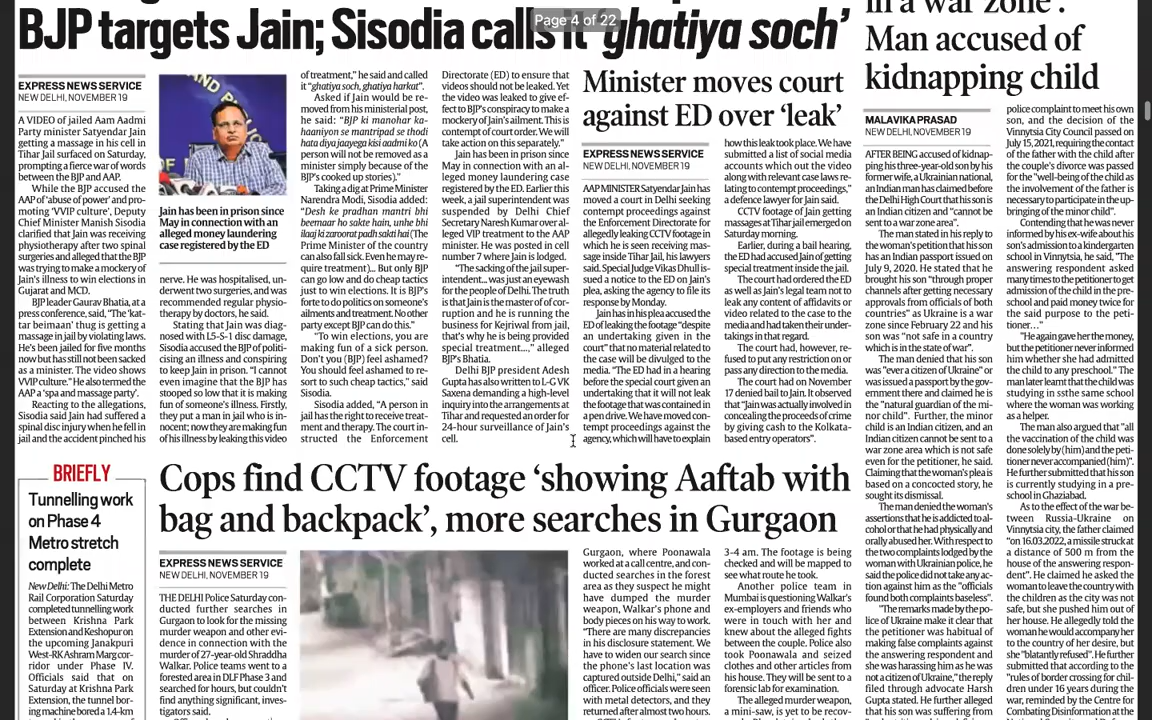 Page 4 of 22
BJP targets Jain; Sisodia calls it 'ghatiya soch'
EXPRESS NEWS SERVICE
NEW DELHI, NOVEMBER 19
A VIDEO of jailed Aam Aadmi
Party minister Satyendar Jain
getting a massage in his cell in
Tihar Jail surfaced on Saturday,
prompting a fierce war of words
between the BJP and AAP.
While the BJP accused the
AAP of 'abuse of power' and pro-
moting 'VVIP culture', Deputy
Chief Minister Manish Sisodia
clarified that Jain was receiving
physiotherapy after two spinal
surgeries and alleged that the BJP
was trying to make a mockery of
Jain's illness to win elections in
Gujarat and MCD.
BJP leader Gaurav Bhatia, at a
press conference, said, "The 'kat-
tar beimaan' thug is getting a
massage in jail by violating laws.
He's been jailed for five months
now but has still not been sacked
as a minister. The video shows
VVIP culture." He also termed the
AAP a 'spa and massage party'.
Reacting to the allegations,
Sisodia said Jain had suffered a
spinal disc injury when he fell in
jail and the accident pinched his
Jain has been in prison since
May in connection with an
alleged money laundering
case registered by the ED
nerve. He was hospitalised, un-
derwent two surgeries, and was
recommended regular physio-
therapy by doctors, he said.
Stating that Jain was diag-
nosed with L5-S-1 disc damage,
Sisodia accused the BJP of politi-
cising an illness and conspiring
to keep Jain in prison. "I cannot
even imagine that the BJP has
stooped so low that it is making
fun of someone's illness. Firstly,
they put a man in jail who is in-
nocent; now they are making fun
of his illness by leaking this video
of treatment," he said and called
it "ghatiya soch, ghatiya harkat".
Asked if Jain would be re-
moved from his ministerial post,
he said: "BJP ki manohar ka-
haaniyon se mantripad se thodi
hata diya jaayega kisi aadmi ko (A
person will not be removed as a
minister simply because of the
BJP's cooked up stories)."
Taking a dig at Prime Minister
Narendra Modi, Sisodia added:
"Desh ke pradhan mantri bhi
beemaar ho sakte hain, unhe bhi
ilaaj ki zaroorat padh sakti hai (The
Prime Minister of the country
can also fall sick. Even he may re-
quire treatment)... But only BJP
can go low and do cheap tactics
just to win elections. It is BJP's
forte to do politics on someone's
ailments and treatment. No other
party except BJP can do this."
"To win elections, you are
making fun of a sick person.
Don't you (BJP) feel ashamed?
You should feel ashamed to re-
sort to such cheap tactics," said
Sisodia.
Sisodia added, "A person in
jail has the right to receive treat-
ment and therapy. The court in-
structed the Enforcement
Directorate (ED) to ensure that
videos should not be leaked. Yet
the video was leaked to give ef-
fect to BJP's conspiracy to make a
mockery of Jain's ailment. This is
contempt of court order. We will
take action on this separately."
Jain has been in prison since
May in connection with an al-
leged money laundering case
registered by the ED. Earlier this
week, a jail superintendent was
suspended by Delhi Chief
Secretary Naresh Kumar over al-
leged VIP treatment to the AAP
minister. He was posted in cell
number 7 where Jain is lodged.
"The sacking of the jail super-
intendent... was just an eyewash
for the people of Delhi. The truth
is that Jain is the master of of cor-
ruption and he is running the
business for Kejriwal from jail,
that's why he is being provided
special treatment....," alleged
BJP's Bhatia.
Delhi BJP president Adesh
Gupta has also written to L-G VK
Saxena demanding a high-level
inquiry into the arrangements at
Tihar and requested an order for
24-hour surveillance of Jain's
cell.
Minister moves court
against ED over 'leak'
EXPRESS NEWS SERVICE
NEW DELHI, NOVEMBER 19
AAP MINISTER Satyendar Jain has
moved a court in Delhi seeking
contempt proceedings against
the Enforcement Directorate for
allegedly leaking CCTV footage in
which he is seen receiving mas-
sage inside Tihar Jail, his lawyers
said. Special Judge Vikas Dhull is-
sued a notice to the ED on Jain's
plea, asking the agency to file its
response by Monday.
Jain has in his plea accused the
ED of leaking the footage "despite
an undertaking given in the
court" that no material related to
the case will be divulged to the
media. "The ED had in a hearing
before the special court given an
undertaking that it will not leak
the footage that was contained in
a pen drive. We have moved con-
tempt proceedings against the
agency, which will have to explain
how this leak took place. We have
submitted a list of social media
accounts which out the video
along with relevant case laws re-
lating to contempt proceedings,"
a defence lawyer for Jain said.
CCTV footage of Jain getting
messages at Tihar jail emerged on
Saturday morning.
Earlier, during a bail hearing,
the ED had accused Jain of getting
special treatment inside the jail.
The court had ordered the ED
as well as Jain's legal team not to
leak any content of affidavits or
video related to the case to the
media and had taken their under-
takings in that regard.
The court had, however, re-
fused to put any restriction on or
pass any direction to the media.
The court had on November
17 denied bail to Jain. It observed
that "Jain was actually involved in
concealing the proceeds of crime
by giving cash to the Kolkata-
based entry operators".
in a war zone':
Man accused of
kidnapping child
MALAVIKA PRASAD
NEW DELHI, NOVEMBER 19
AFTER BEING accused of kidnap-
ping his three-year-old son by his
former wife, a Ukrainian national,
an Indian man has claimed before
the Delhi High Court that his son is
an Indian citizen and "cannot be
sent to a war zone area".
The man stated in his reply to
the woman's petition that his son
has an Indian passport issued on
July 9, 2020. He stated that he
brought his son "through proper
channels after getting necessary
approvals from officials of both
countries" as Ukraine is a war
zone since February 22 and his
son was "not safe in a country
which is in the state of war".
The man denied that his son
was "ever a citizen of Ukraine" or
was issued a passport by the gov-
ernment there and claimed he is
the "natural guardian of the mi-
nor child". Further, the minor
child is an Indian citizen, and an
Indian citizen cannot be sent to a
war zone area which is not safe
even for the petitioner, he said.
Claiming that the woman's plea is
based on a concocted story, he
sought its dismissal.
The man denied the woman's
assertions that he is addicted to al-
cohol or that he had physically and
orally abused her. With respect to
the two complaints lodged by the
woman with Ukrainian police, he
said the police did not take any ac-
tion against him as the "officials
found both complaints baseless".
"The remarks made by the po-
lice of Ukraine make it clear that
the petitioner was habitual of
making false complaints against
the answering respondent and
she was harassing him as he was
not a citizen of Ukraine," the reply
filed through advocate Harsh
Gupta stated. He further alleged
that his son was suffering from
police complaint to meet his own
son, and the decision of the
Vinnytsia City Council passed on
July 15, 2021, requiring the contact
of the father with the child after
the couple's divorce was passed
for the "well-being of the child as
the involvement of the father is
necessary to participate in the up-
bringing of the minor child".
Contending that he was never
informed by his ex-wife about his
son's admission to a kindergarten
school in Vinnytsia, he said, "The
answering respondent asked
many times to the petitioner to get
admission of the child in the pre-
school and paid money twice for
the said purpose to the peti-
tioner…"
"He again gave her the money,
but the petitioner never informed
him whether she had admitted
the child to any preschool." The
man later learnt that the child was
studying in ssthe same school
where the woman was working
as a helper.
The man also argued that "all
the vaccination of the child was
done solely by (him) and the peti-
tioner never accompanied (him)".
He further submitted that his son
is currently studying in a pre-
school in Ghaziabad.
As to the effect of the war be-
tween Russia-Ukraine on
Vinnytsia city, the father claimed
"on 16.03.2022, a missile struck at
a distance of 500 m from the
house of the answering respon-
dent". He claimed he asked the
woman to leave the country with
the children as the city was not
safe, but she pushed him out of
her house. He allegedly told the
woman he would accompany her
to the country of her desire, but
she "blatantly refused". He further
submitted that according to the
"rules of border crossing for chil-
dren under 16 years during the
war, reminded by the Centre for
Combating Disinformation at the
BRIEFLY
Tunnelling work
on Phase 4
Metro stretch
complete
New Delhi: The Delhi Metro
Rail Corporation Saturday
completed tunnelling work
between Krishna Park
Extension and Keshopur on
the upcoming Janakpuri
West-RK Ashram Marg cor-
ridor under Phase IV.
Officials said that on
Saturday at Krishna Park
Extension, the tunnel bor-
ing machine bored a 1.4-km
Cops find CCTV footage 'showing Aaftab with
bag and backpack', more searches in Gurgaon
EXPRESS NEWS SERVICE
NEW DELHI, NOVEMBER 19
THE DELHI Police Saturday con-
ducted further searches in
Gurgaon to look for the missing
murder weapon and other evi-
dence in connection with the
murder of 27-year-old Shraddha
Walkar. Police teams went to a
forested area in DLF Phase 3 and
searched for hours, but couldn't
find anything significant, inves-
tigators said.
Gurgaon, where Poonawala
worked at a call centre, and con-
ducted searches in the forest
area as they suspect he might
have dumped the murder
weapon, Walkar's phone and
body pieces on his way to work.
"There are many discrepancies
in his disclosure statement. We
have to widen our search since
the phone's last location was
captured outside Delhi," said an
officer. Police officers were seen
with metal detectors, and they
returned after almost two hours.
3-4 am. The footage is being
checked and will be mapped to
see what route he took.
Another police team in
Mumbai is questioning Walkar's
ex-employers and friends who
were in touch with her and
knew about the alleged fights
between the couple. Police also
took Poonawala and seized
clothes and other articles from
his house. They will be sent to a
forensic lab for examination.
The alleged murder weapon,
a mini-saw, is yet to be recov-